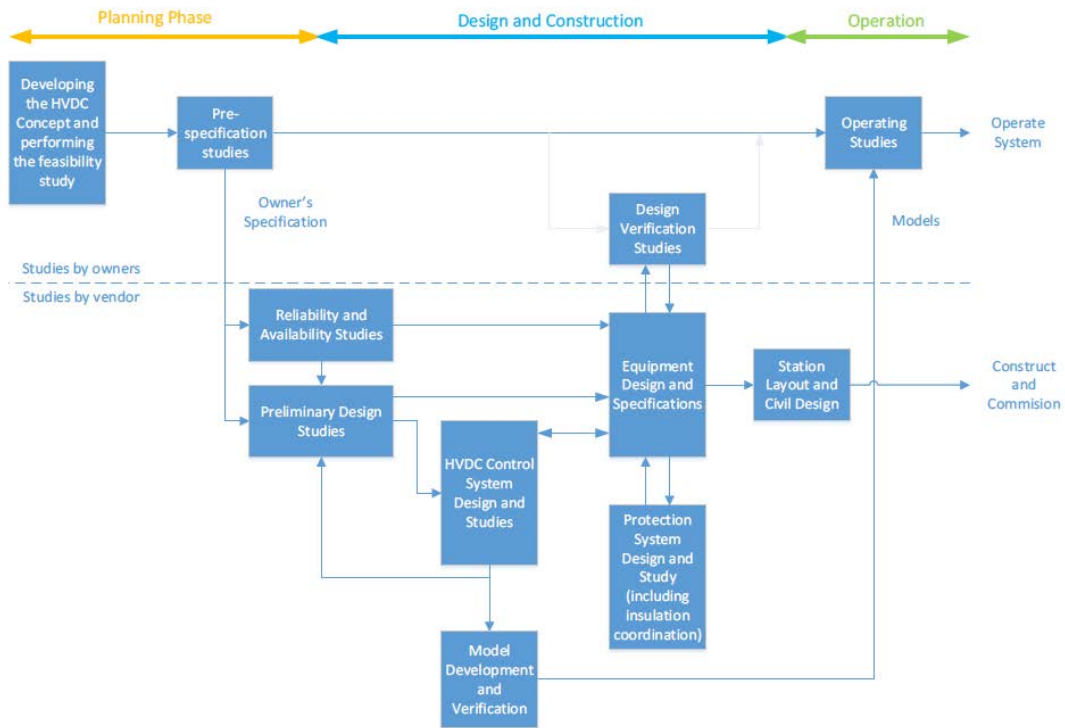 Planning Phase
Design and Construction
Operation
Developing
the HVDC
Concept and
performing
the feasibility
study
Pre-
specification
studies
Operating
Studies
Operate
System
Owner's
Specification
Design
Verification
Studies
Models
Studies by owners
Studies by vendor
Reliability and
Availability Studies
Equipment
Design and
Specifications
Station
Layout and
Civil Design
Construct
and
Commision
Preliminary Design
Studies
HVDC Control
System
Design and
Studies
Protection
System
Design and
Study
(including
insulation
coordination)
Model
Development
and
Verification